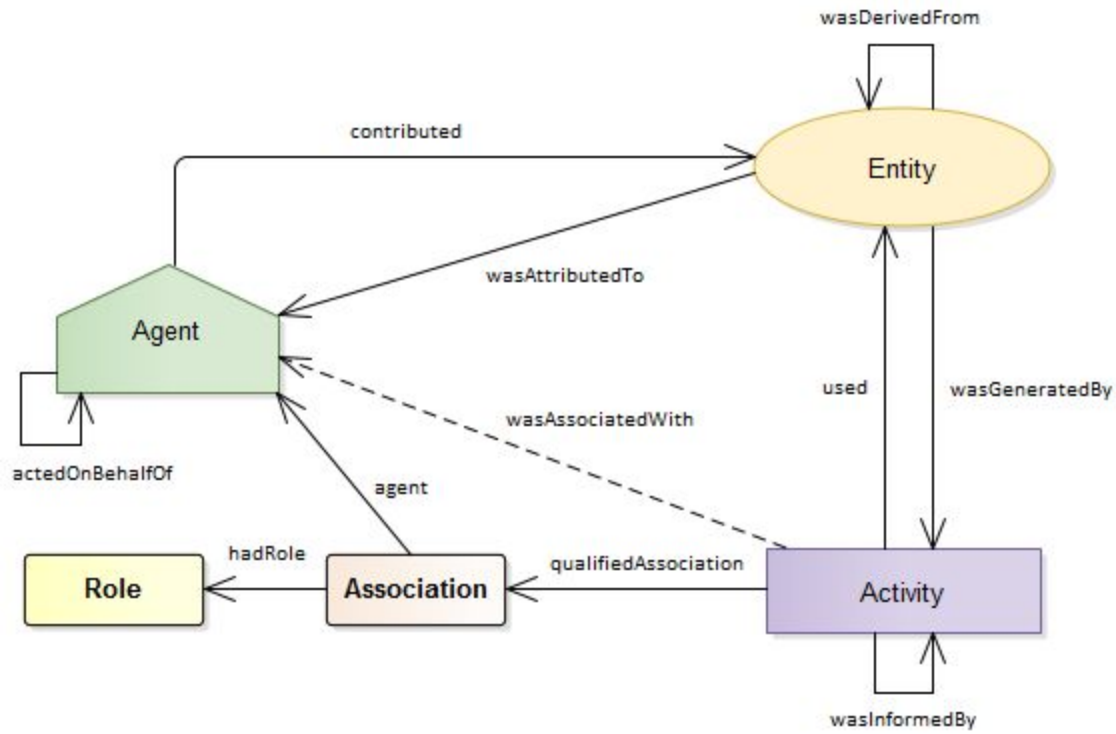 wasDerivedFrom
contributed
Entity
wasAttributedTo
Agent
used
wasGeneratedBy
wasAssociatedWith
actedOnBehalfOf
agent
hadRole
qualifiedAssociation
Role
Association
Activity
wasInformedBy